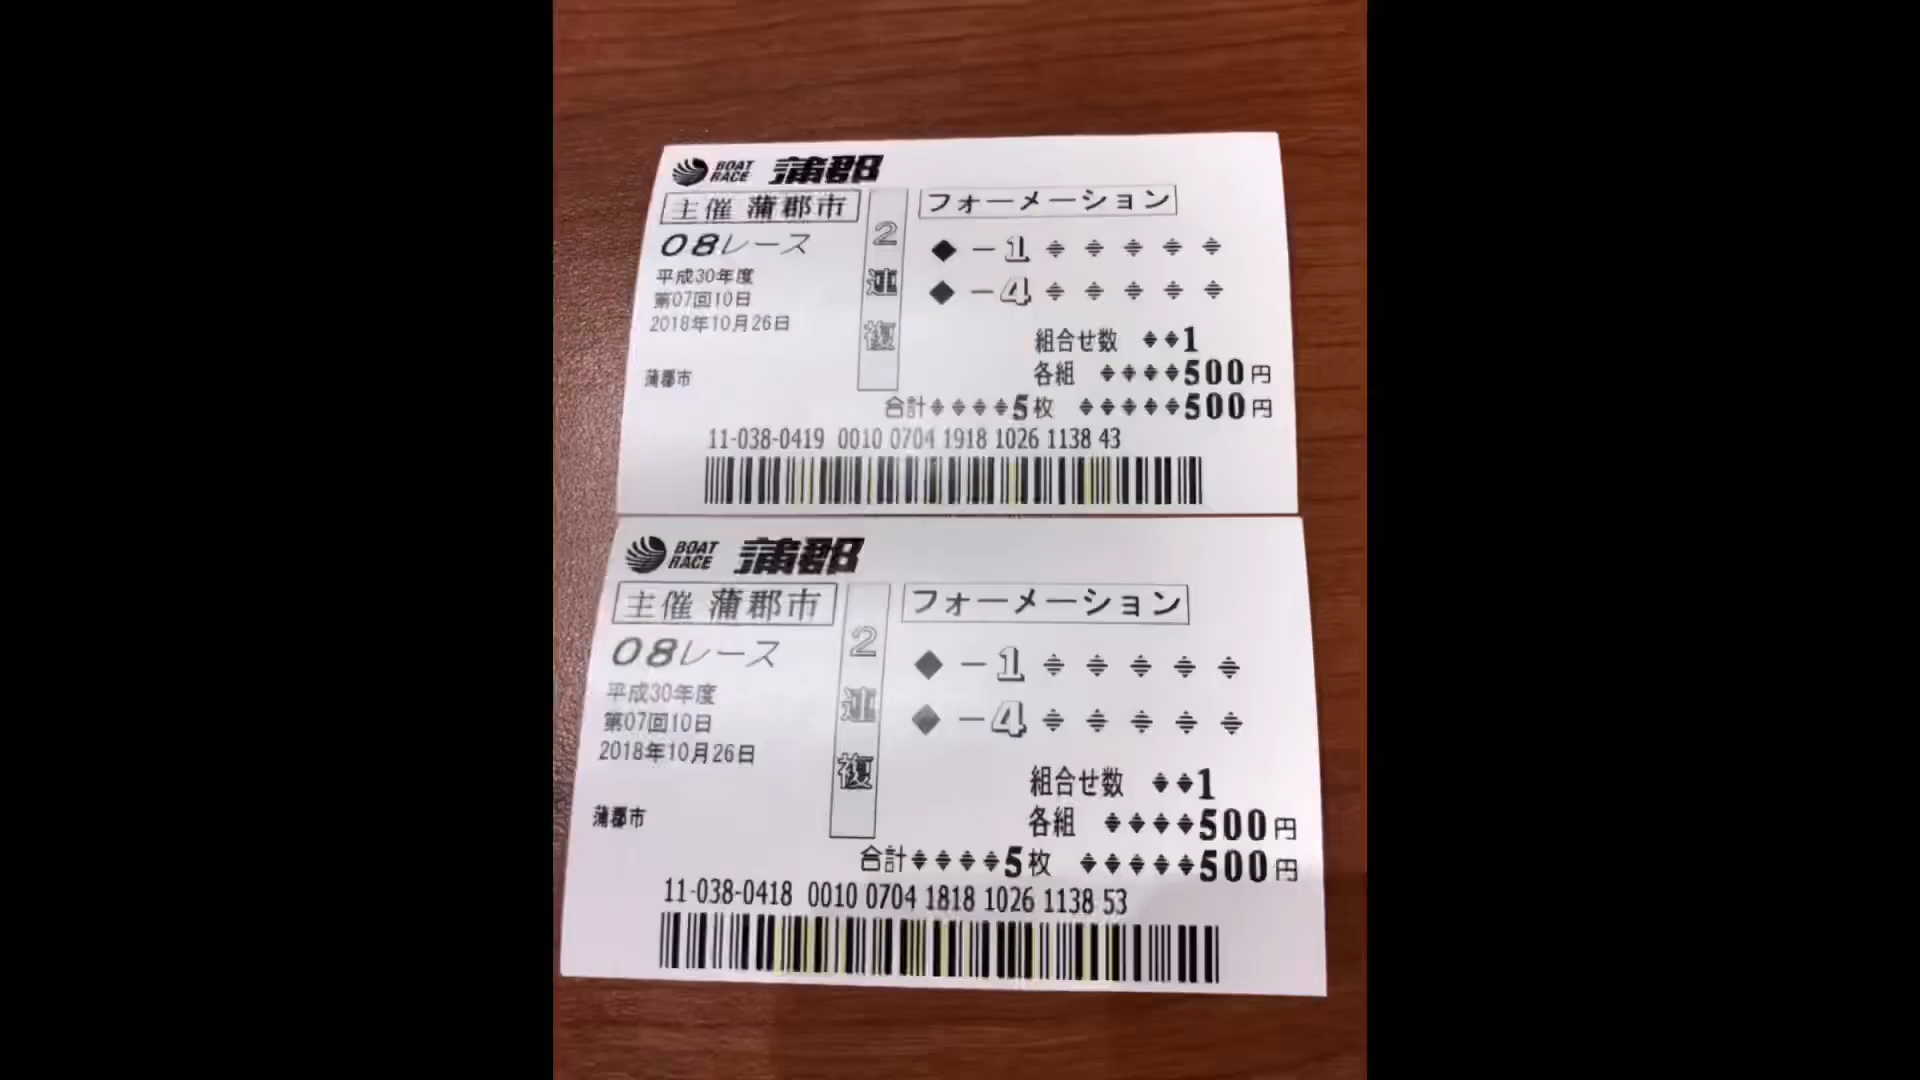 BOAT RACE 蒲郡
主催 蒲郡市
08レース
平成30年度
第07回10日
2018年10月26日
蒲郡市
2連複
フォーメーション
◆ － 1
◆ － 4
組合せ数 1
各組 500円
合計 5枚 500円
11-038-0419 0010 0704 1918 1026 1138 43
BOAT RACE 蒲郡
主催 蒲郡市
08レース
平成30年度
第07回10日
2018年10月26日
蒲郡市
2連複
フォーメーション
◆ － 1
◆ － 4
組合せ数 1
各組 500円
合計 5枚 500円
11-038-0418 0010 0704 1818 1026 1138 53